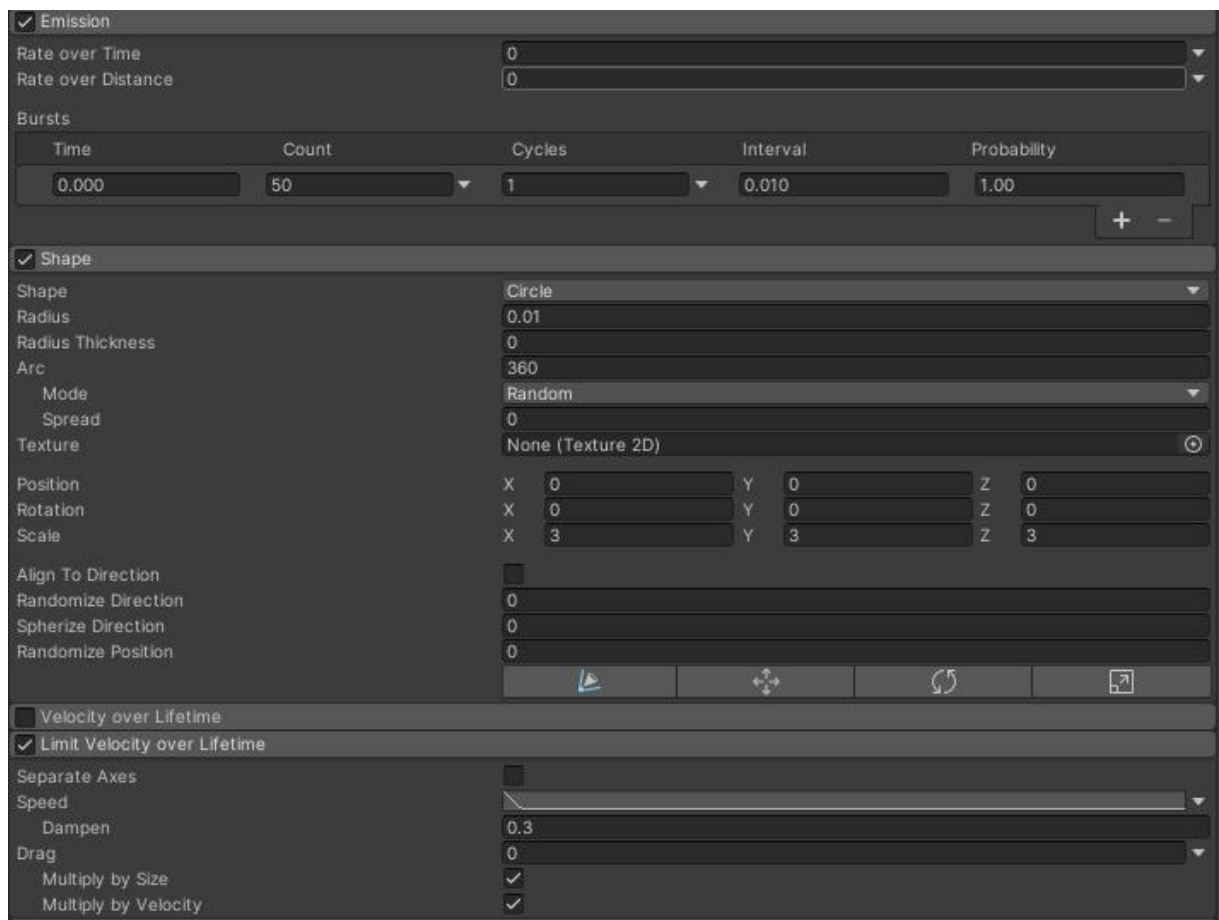 Emission
Rate over Time 0
Rate over Distance 0
Bursts
Time Count Cycles Interval Probability
0.000 50 1 0.010 1.00
Shape
Shape Circle
Radius 0.01
Radius Thickness 0
Arc 360
Mode Random
Spread 0
Texture None (Texture 2D)
Position X 0 Y 0 Z 0
Rotation X 0 Y 0 Z 0
Scale X 3 Y 3 Z 3
Align To Direction
Randomize Direction 0
Spherize Direction 0
Randomize Position 0
Velocity over Lifetime
Limit Velocity over Lifetime
Separate Axes
Speed
Dampen 0.3
Drag 0
Multiply by Size
Multiply by Velocity